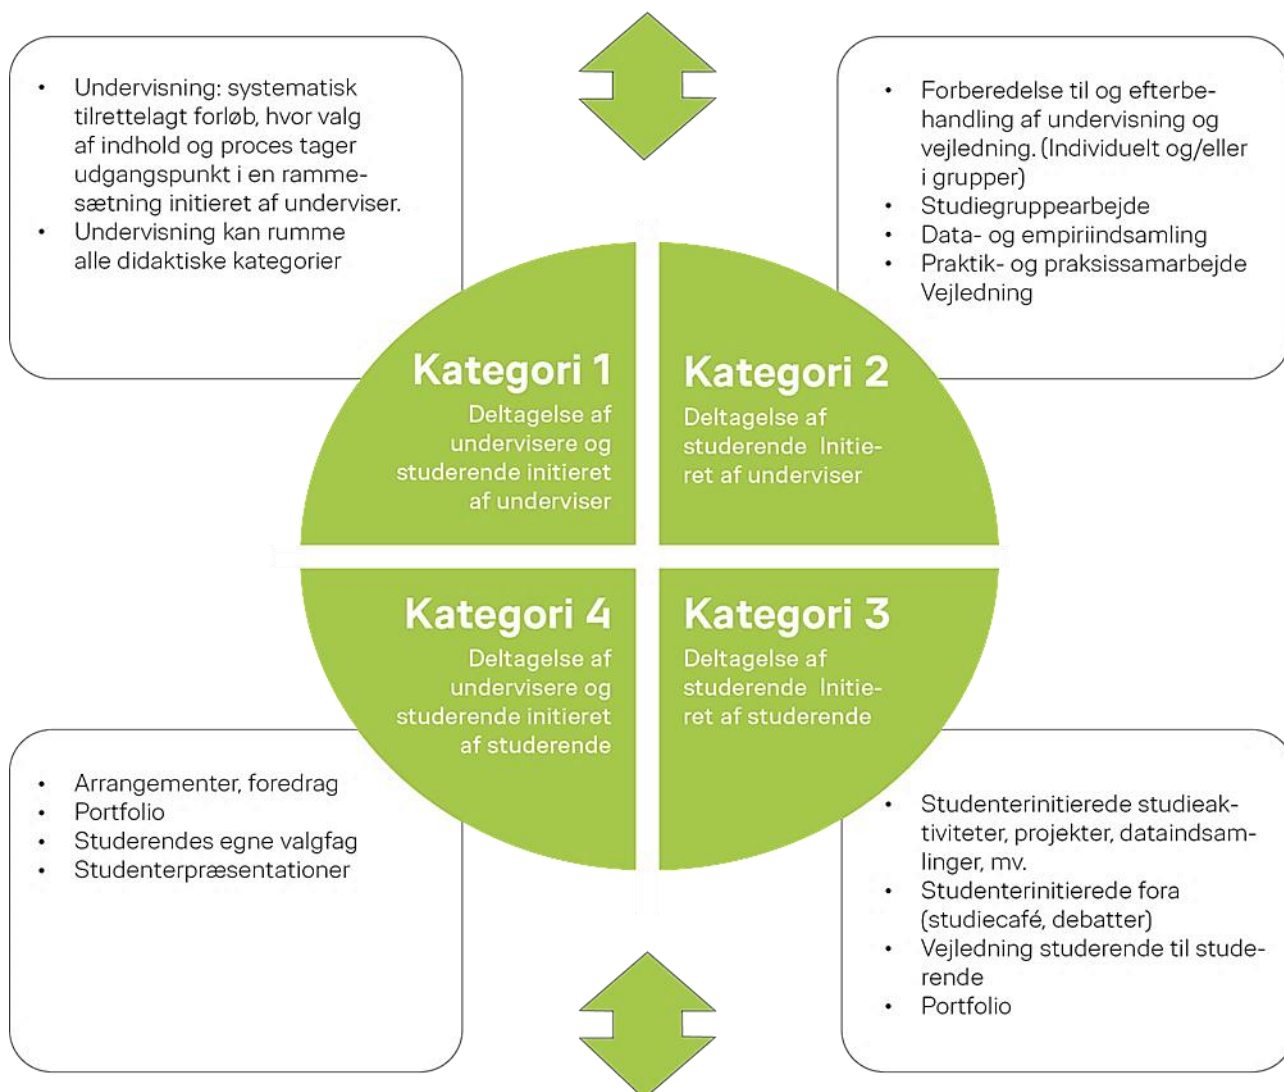 • Undervisning: systematisk
tilrettelagt forløb, hvor valg
af indhold og proces tager
udgangspunkt i en ramme-
sætning initieret af underviser.
• Undervisning kan rumme
alle didaktiske kategorier
• Forberedelse til og efterbe-
handling af undervisning og
vejledning. (Individuelt og/eller
i grupper)
• Studiegruppearbejde
• Data- og empiriindsamling
• Praktik- og praksissamarbejde
Vejledning
Kategori 1
Deltagelse af
undervisere og
studerende initieret
af underviser
Kategori 2
Deltagelse af
studerende Initie-
ret af underviser
Kategori 4
Deltagelse af
undervisere og
studerende initieret
af studerende
Kategori 3
Deltagelse af
studerende Initie-
ret af studerende
• Arrangementer, foredrag
• Portfolio
• Studerendes egne valgfag
• Studenterpræsentationer
• Studenterinitierede studieak-
tiviteter, projekter, dataindsam-
linger, mv.
• Studenterinitierede fora
(studiecafé, debatter)
• Vejledning studerende til stude-
rende
• Portfolio